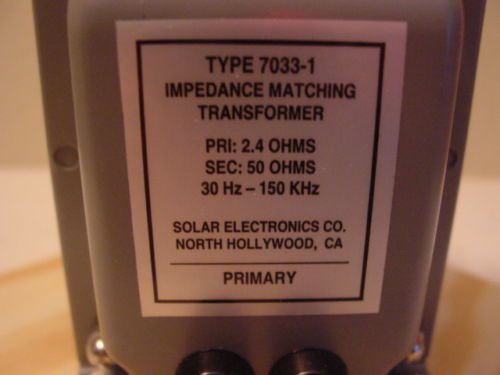 TYPE 7033-1
IMPEDANCE MATCHING
TRANSFORMER
PRI: 2.4 OHMS
SEC: 50 OHMS
30 Hz – 150 KHz
SOLAR ELECTRONICS CO.
NORTH HOLLYWOOD, CA
PRIMARY